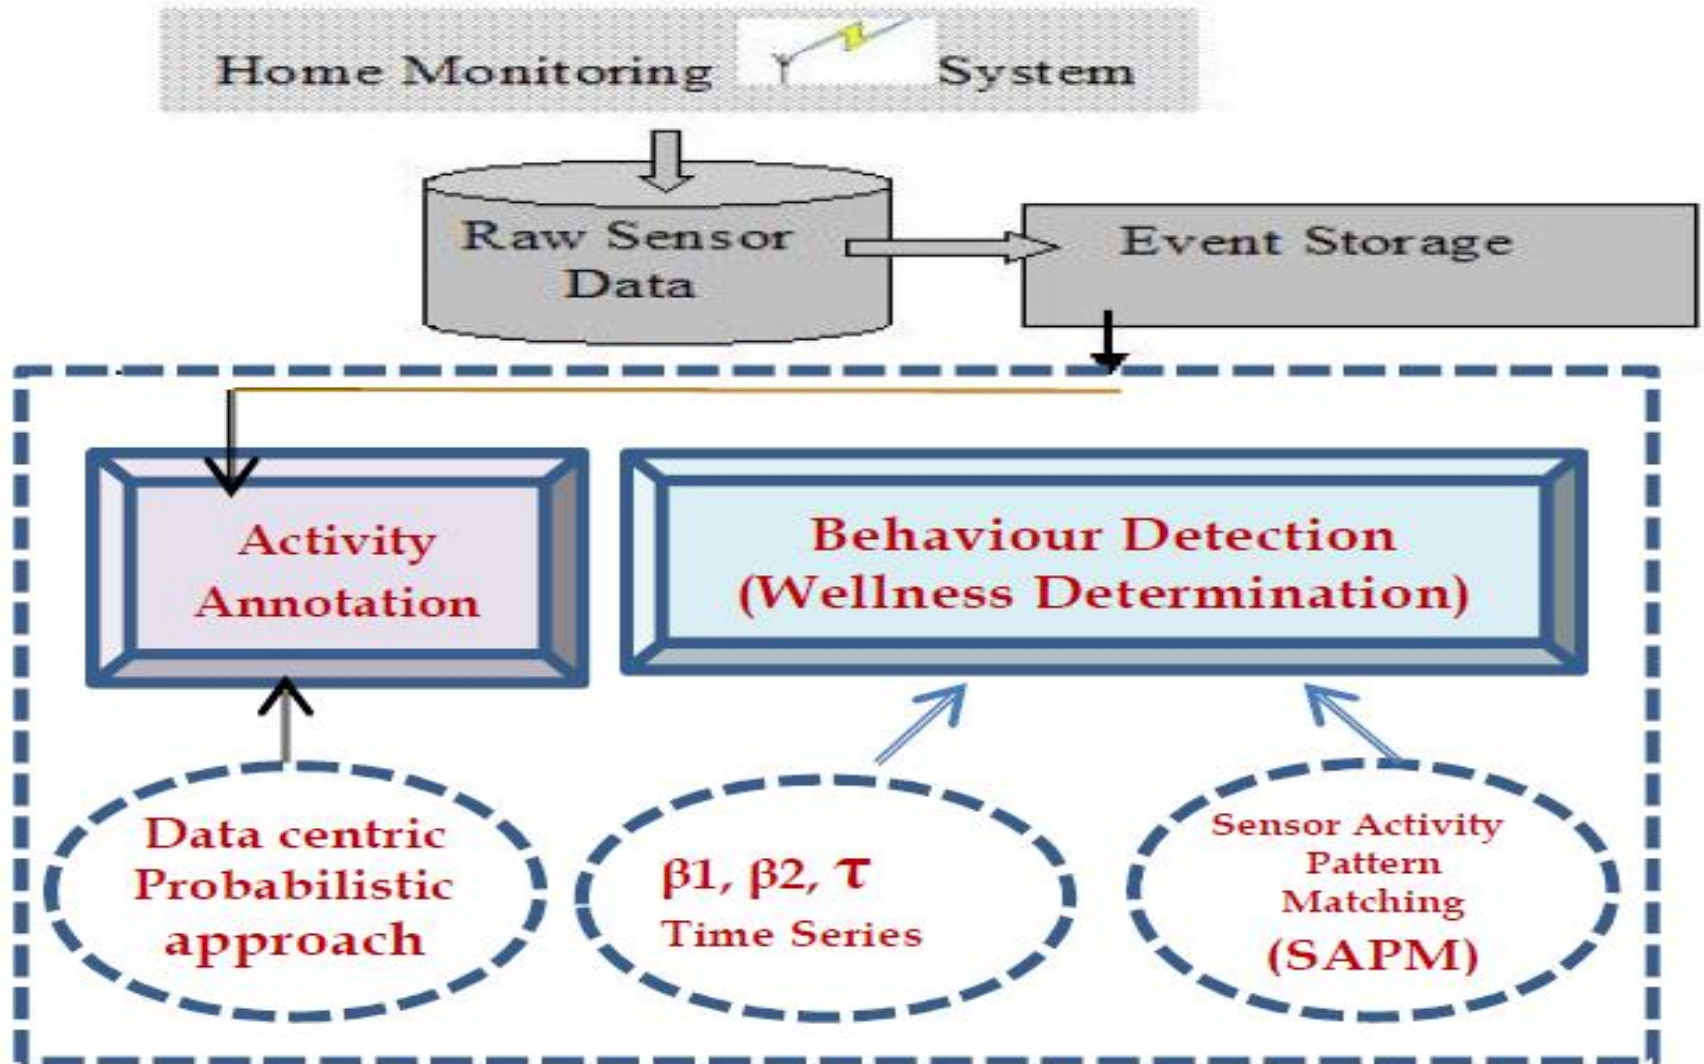 Home Monitoring System
Raw Sensor
Data
Event Storage
Activity
Annotation
Behaviour Detection
(Wellness Determination)
Data centric
Probabilistic
approach
β1, β2, τ
Time Series
Sensor Activity
Pattern
Matching
(SAPM)